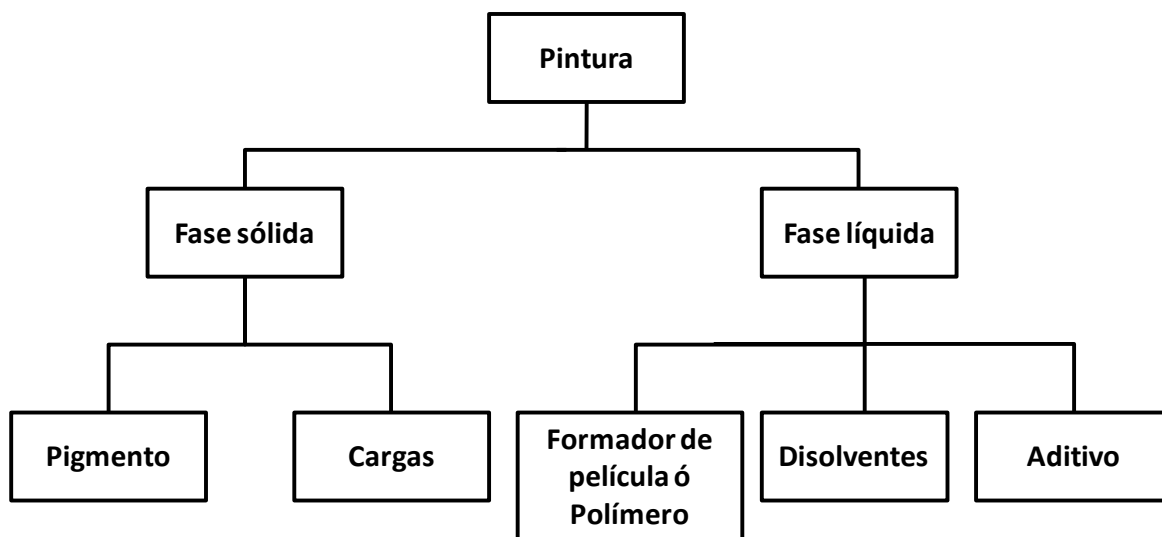 Pintura
Fase sólida
Fase líquida
Pigmento
Cargas
Formador de
película ó
Polímero
Disolventes
Aditivo